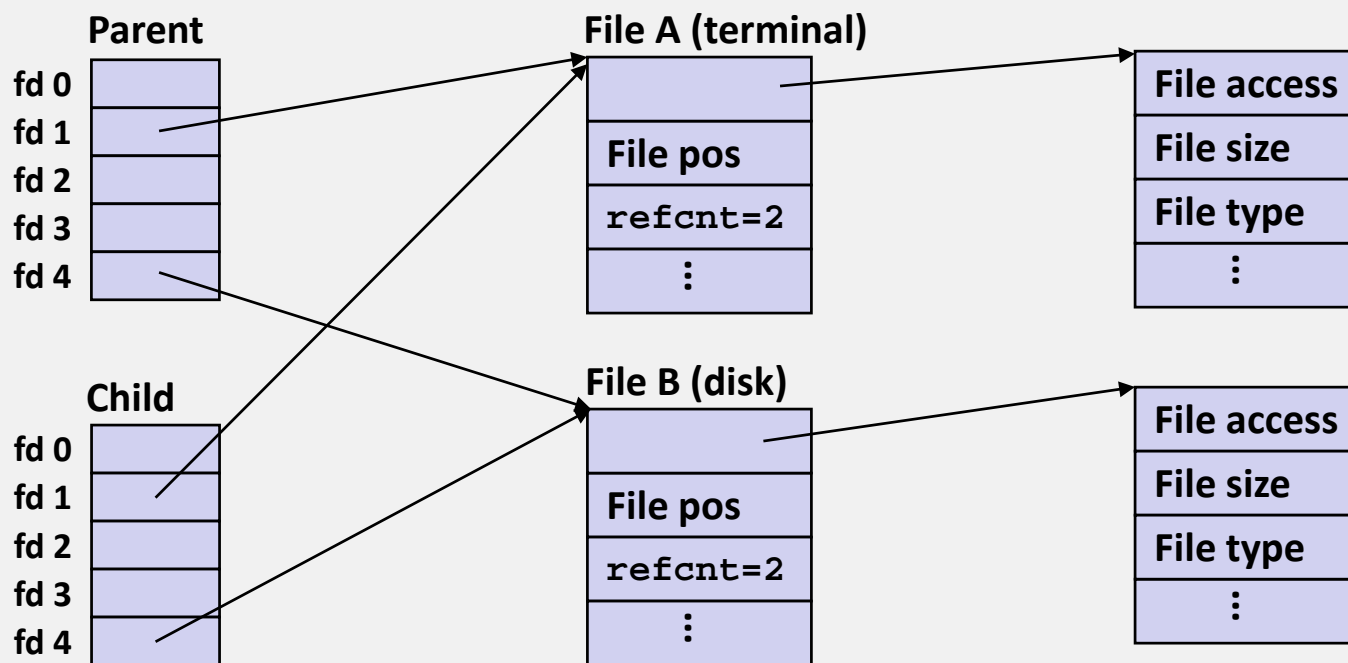 Parent
fd 0
fd 1
fd 2
fd 3
fd 4
File A (terminal)
File pos
refcnt=2
⋮
File access
File size
File type
⋮
Child
fd 0
fd 1
fd 2
fd 3
fd 4
File B (disk)
File pos
refcnt=2
⋮
File access
File size
File type
⋮